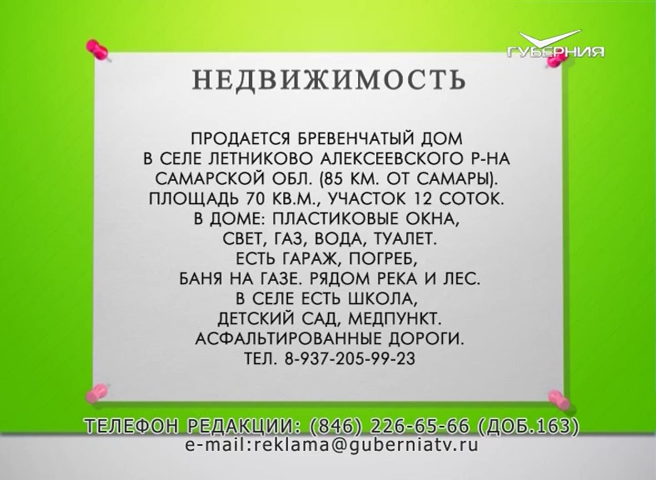 ГУБЕРНИЯ
НЕДВИЖИМОСТЬ
ПРОДАЕТСЯ БРЕВЕНЧАТЫЙ ДОМ
В СЕЛЕ ЛЕТНИКОВО АЛЕКСЕЕВСКОГО Р-НА
САМАРСКОЙ ОБЛ. (85 КМ. ОТ САМАРЫ).
ПЛОЩАДЬ 70 КВ.М., УЧАСТОК 12 СОТОК.
В ДОМЕ: ПЛАСТИКОВЫЕ ОКНА,
СВЕТ, ГАЗ, ВОДА, ТУАЛЕТ.
ЕСТЬ ГАРАЖ, ПОГРЕБ,
БАНЯ НА ГАЗЕ. РЯДОМ РЕКА И ЛЕС.
В СЕЛЕ ЕСТЬ ШКОЛА,
ДЕТСКИЙ САД, МЕДПУНКТ.
АСФАЛЬТИРОВАННЫЕ ДОРОГИ.
ТЕЛ. 8-937-205-99-23
ТЕЛЕФОН РЕДАКЦИИ: (846) 226-65-66 (ДОБ.163)
e-mail:reklama@guberniatv.ru